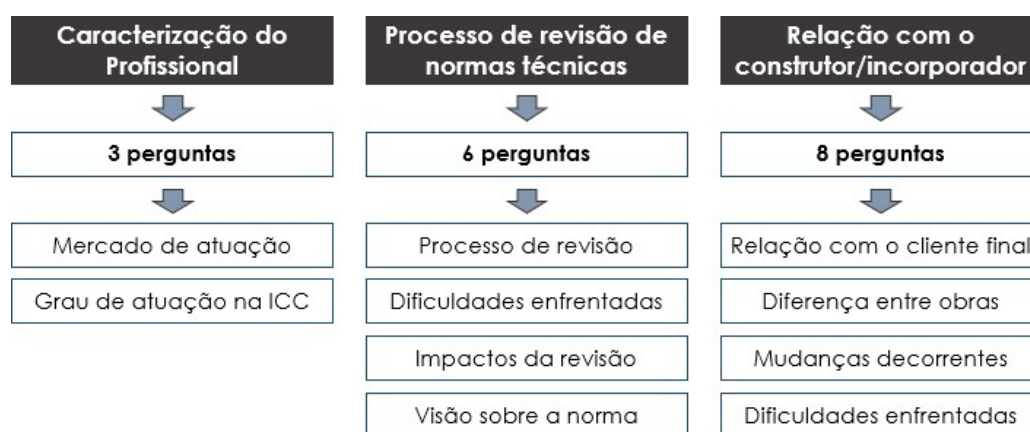 Caracterização do
Profissional
3 perguntas
Mercado de atuação
Grau de atuação na ICC
Processo de revisão de
normas técnicas
6 perguntas
Processo de revisão
Dificuldades enfrentadas
Impactos da revisão
Visão sobre a norma
Relação com o
construtor/incorporador
8 perguntas
Relação com o cliente final
Diferença entre obras
Mudanças decorrentes
Dificuldades enfrentadas